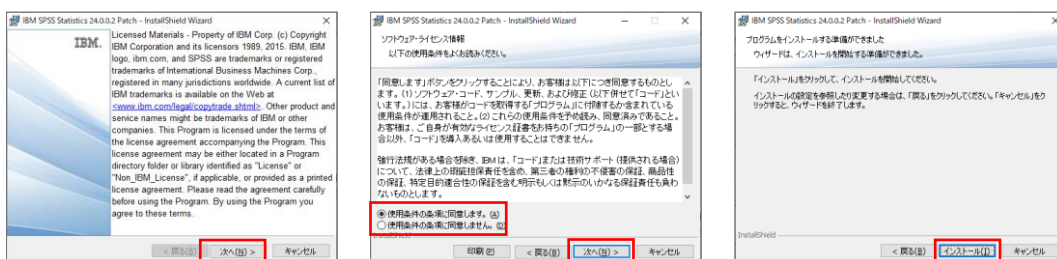 IBM SPSS Statistics 24.0.0.2 Patch - InstallShield Wizard
IBM.
Licensed Materials - Property of IBM Corp. (c) Copyright
IBM Corporation and its licensors 1989, 2015. IBM, IBM
logo, ibm.com, and SPSS are trademarks or registered
trademarks of International Business Machines Corp.,
registered in many jurisdictions worldwide. A current list of
IBM trademarks is available on the Web at
www.ibm.com/legal/copytrade.shtml. Other product and
service names might be trademarks of IBM or other
companies. This Program is licensed under the terms of
the license agreement accompanying the Program. This
license agreement may be either located in a Program
directory folder or library identified as "License" or
"Non_IBM_License", if applicable, or provided as a printed
license agreement. Please read the agreement carefully
before using the Program. By using the Program you
agree to these terms.
< 戻る(B) 次へ(N) > キャンセル
IBM SPSS Statistics 24.0.0.2 Patch - InstallShield Wizard
ソフトウェア・ライセンス情報
以下の使用条件をよくお読みください。
「同意します」ボタンをクリックすることにより、お客様は以下につき同意するものとし
ます。(1) ソフトウェア・コード、サンプル、更新、および修正 (以下併せて「コード」とい
います。)には、お客様がコードを取得する「プログラム」に付随するか含まれている
使用条件が適用されること。(2) これらの使用条件を予め読み、同意済みであること。
お客様は、ご自身が有効なライセンス証書をお持ちの「プログラム」の一部とする場
合以外、「コード」を導入あるいは使用することはできません。
強行法規がある場合を除き、IBM は、「コード」または技術サポート (提供される場合)
について、法律上の瑕疵担保責任を含め、第三者の権利の不侵害の保証、商品性
の保証、特定目的適合性の保証を含む明示もしくは黙示のいかなる保証責任も負わ
ないものとします。
使用条件の条項に同意します。(A)
使用条件の条項に同意しません。(D)
InstallShield
印刷(P) < 戻る(B) 次へ(N) > キャンセル
IBM SPSS Statistics 24.0.0.2 Patch - InstallShield Wizard
プログラムをインストールする準備ができました
ウィザードは、インストールを開始する準備ができました。
「インストール」をクリックして、インストールを開始してください。
インストールの設定を参照したり変更する場合は、「戻る」をクリックしてください。「キャンセル」をク
リックすると、ウィザードを終了します。
InstallShield
< 戻る(B) インストール(I) キャンセル